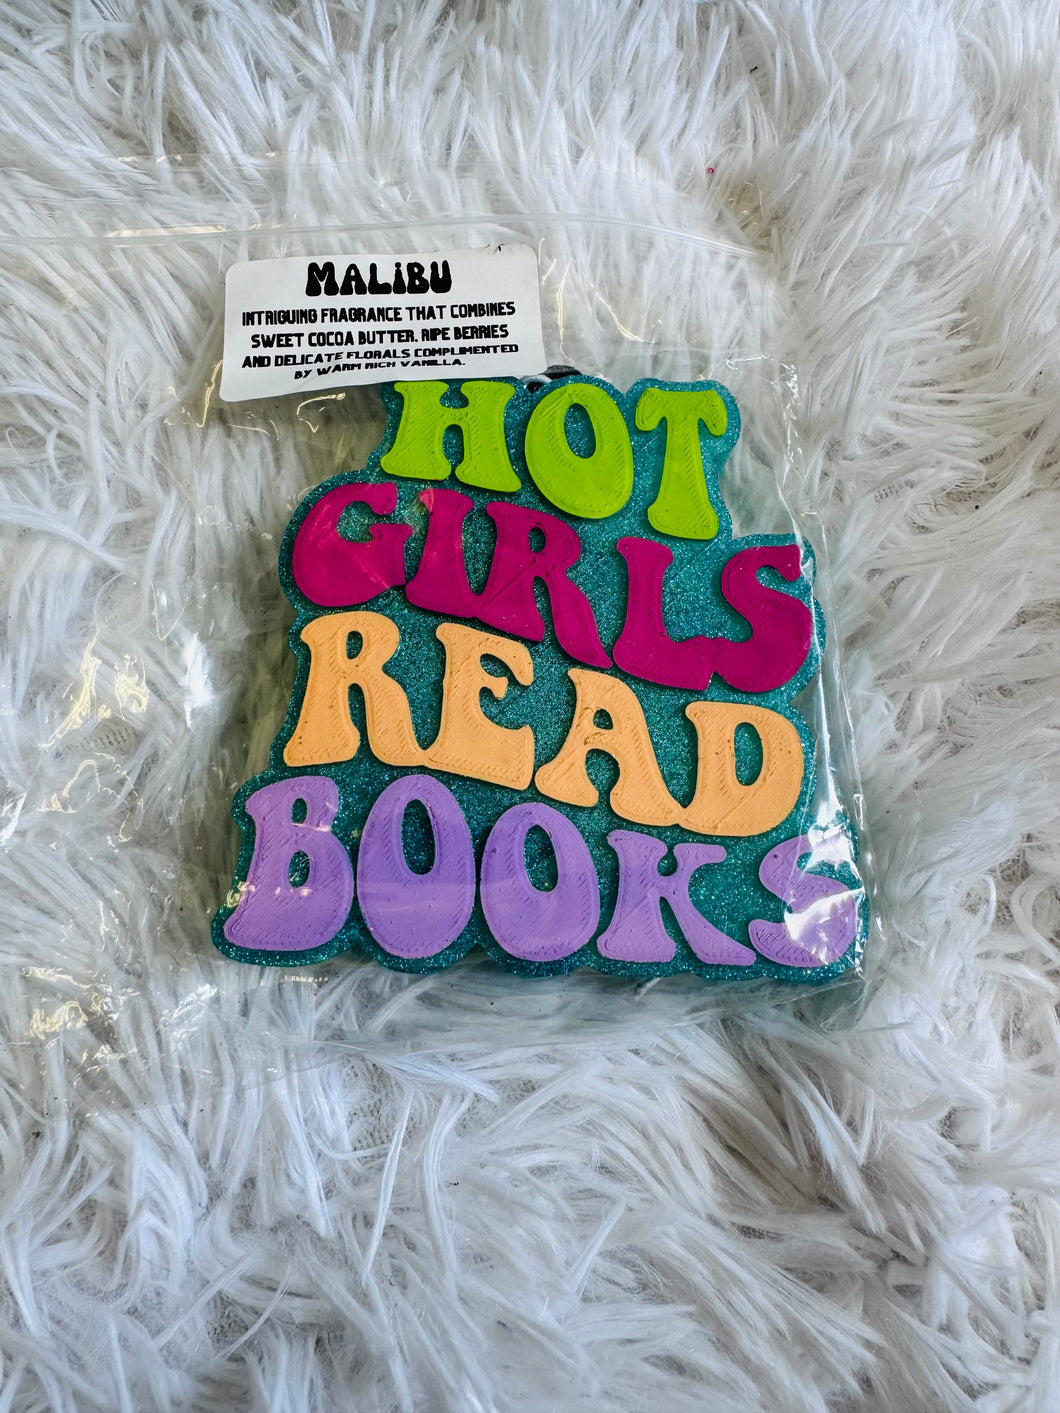 MALiBU
INTRIGUING FRAGRANCE THAT COMBINES
SWEET COCOA BUTTER, RIPE BERRIES
AND DELICATE FLORALS COMPLIMENTED
BY WARM RICH VANILLA.
HOT
GIRLS
READ
BOOKS